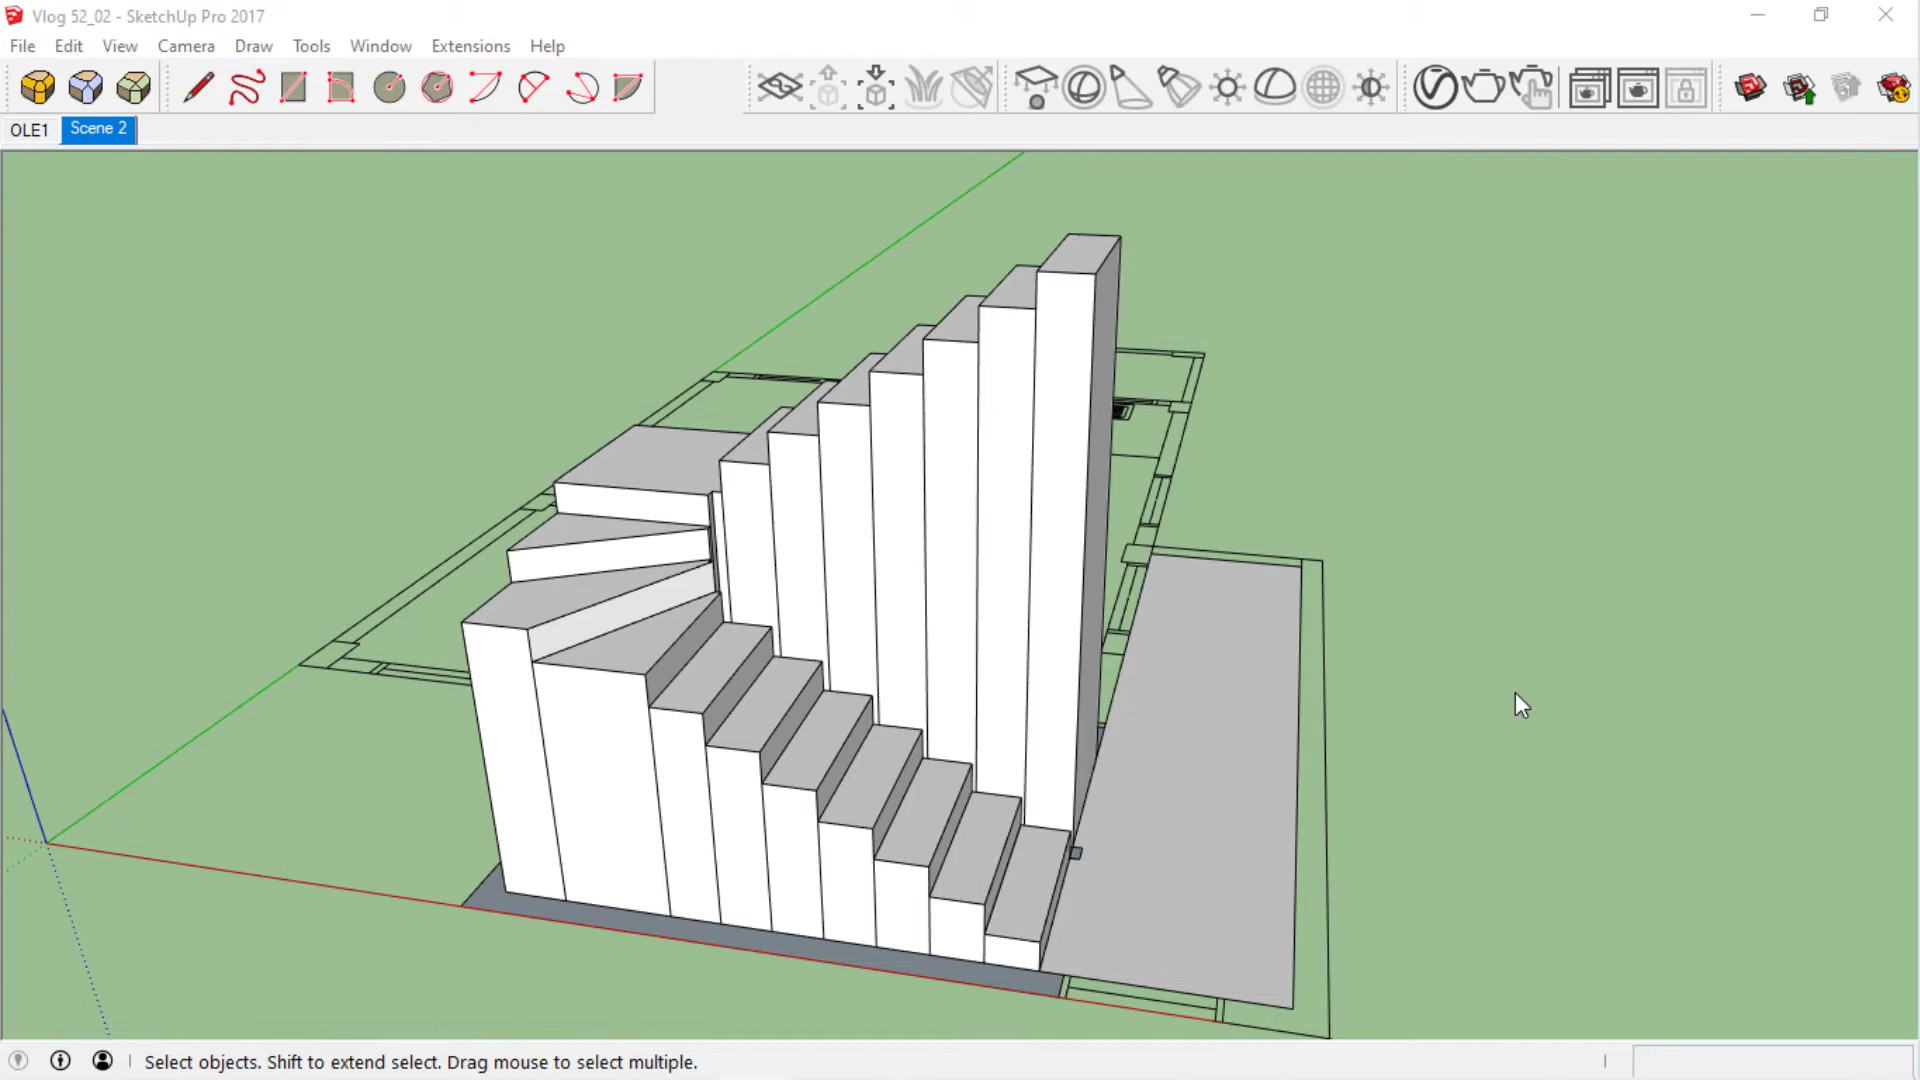 Vlog 52_02 - SketchUp Pro 2017
File Edit View Camera Draw Tools Window Extensions Help
OLE1 Scene 2
Select objects. Shift to extend select. Drag mouse to select multiple.